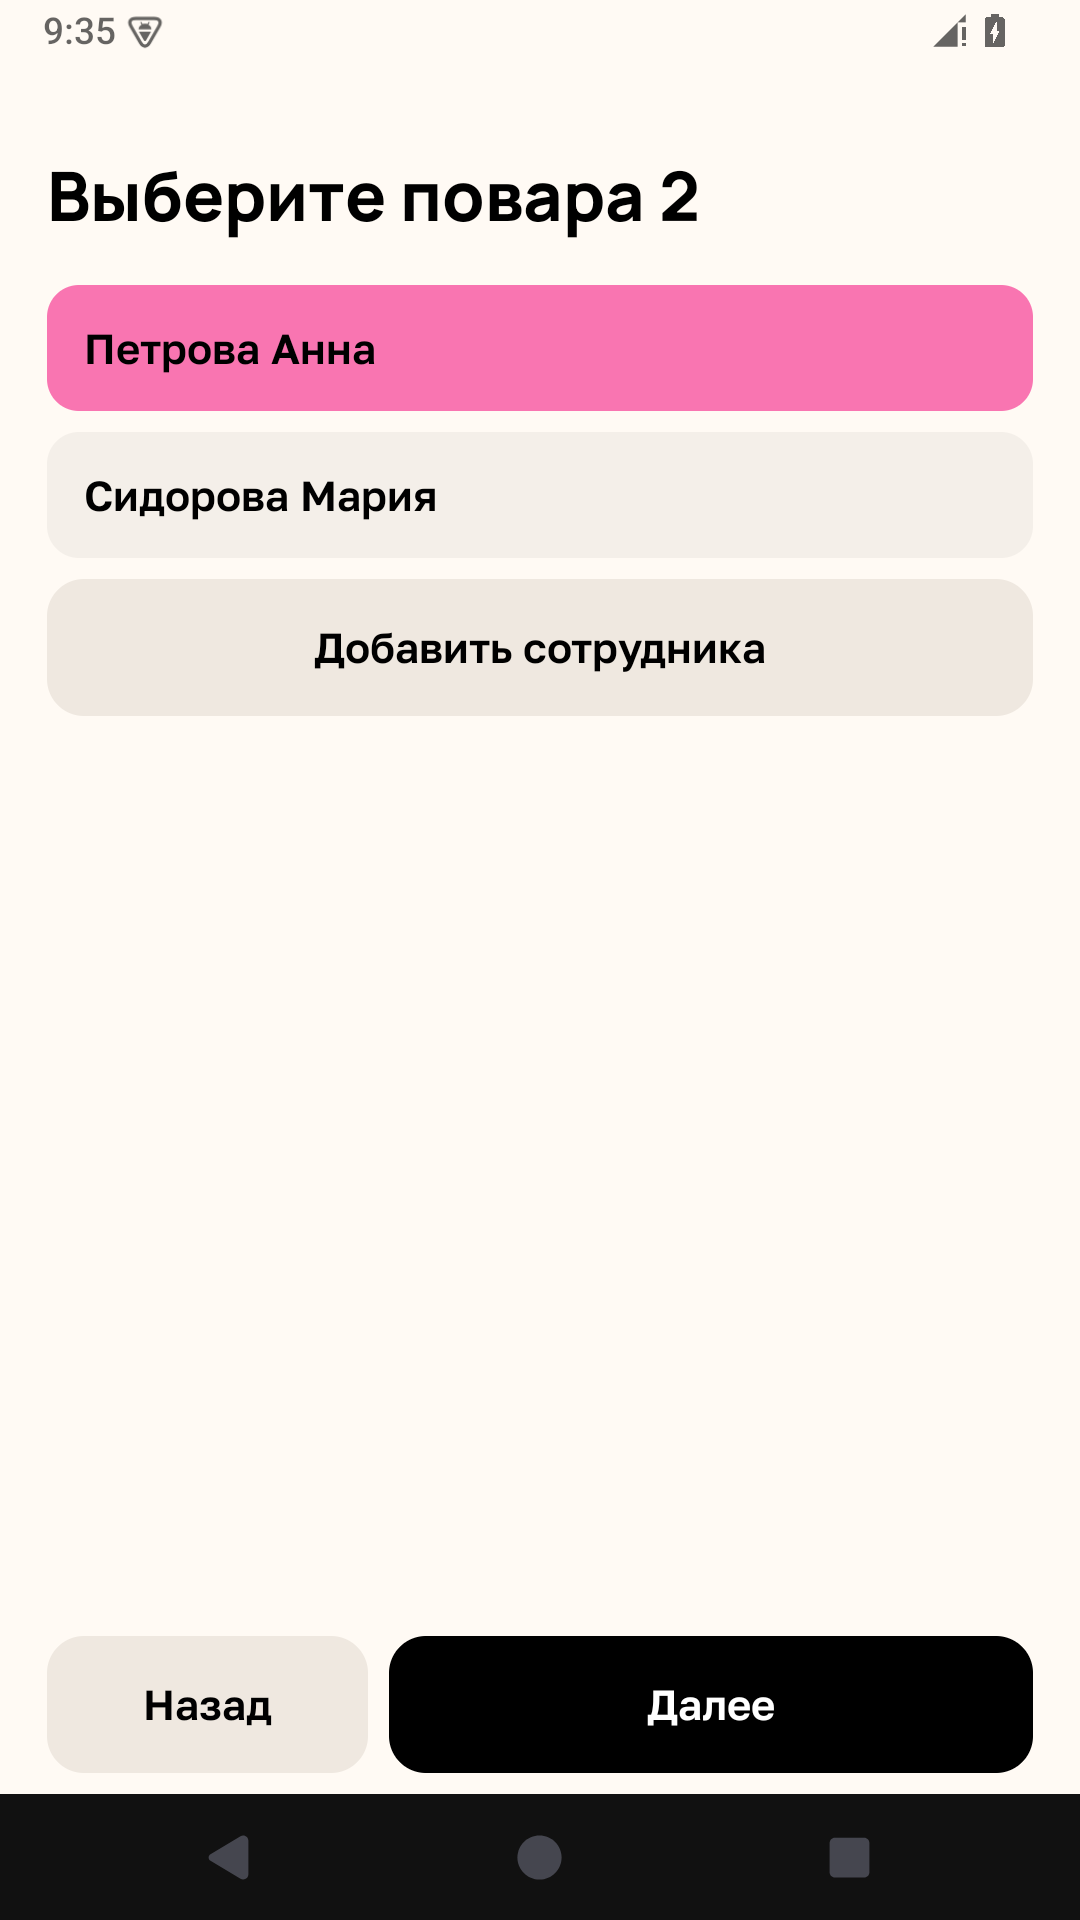 9:35
Выберите повара 2
Петрова Анна
Сидорова Мария
Добавить сотрудника
Назад
Далее